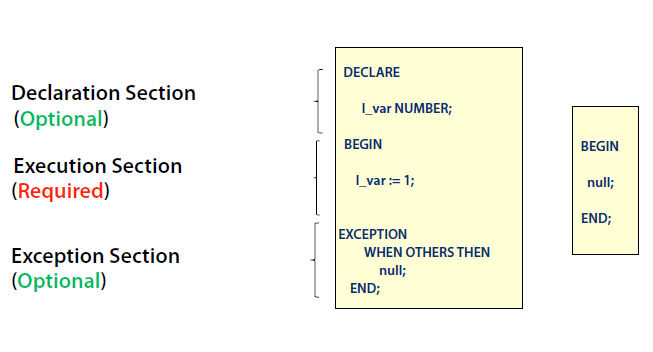 Declaration Section
(Optional)
Execution Section
(Required)
Exception Section
(Optional)
DECLARE
l_var NUMBER;
BEGIN
l_var := 1;
EXCEPTION
WHEN OTHERS THEN
null;
END;
BEGIN
null;
END;